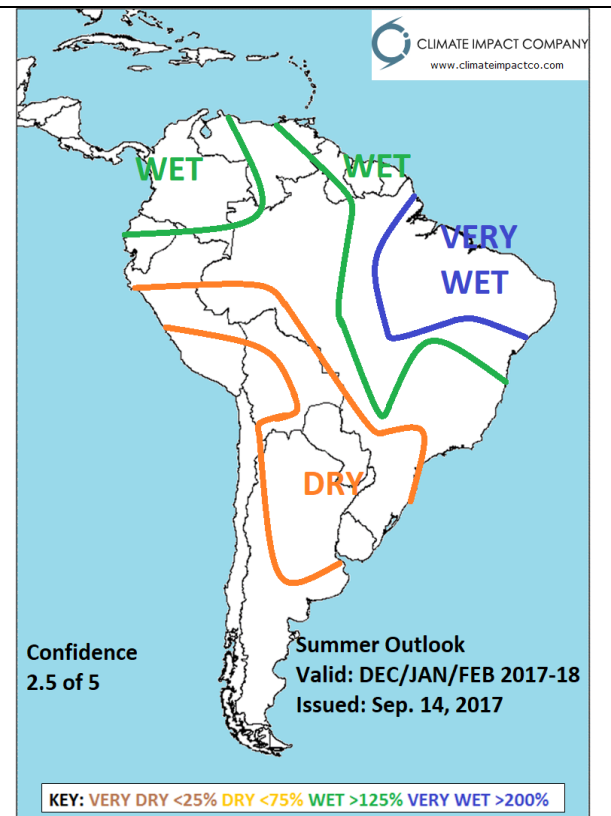 CLIMATE IMPACT COMPANY
www.climateimpactco.com
WET
WET
VERY
WET
DRY
Confidence
2.5 of 5
Summer Outlook
Valid: DEC/JAN/FEB 2017-18
Issued: Sep. 14, 2017
KEY: VERY DRY <25% DRY <75% WET >125% VERY WET >200%